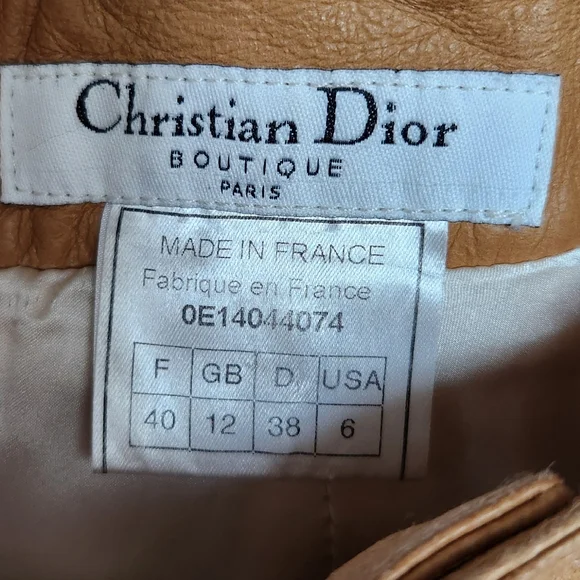 Christian Dior
BOUTIQUE
PARIS
MADE IN FRANCE
Fabrique en France
0E14044074
F GB D USA
40 12 38 6